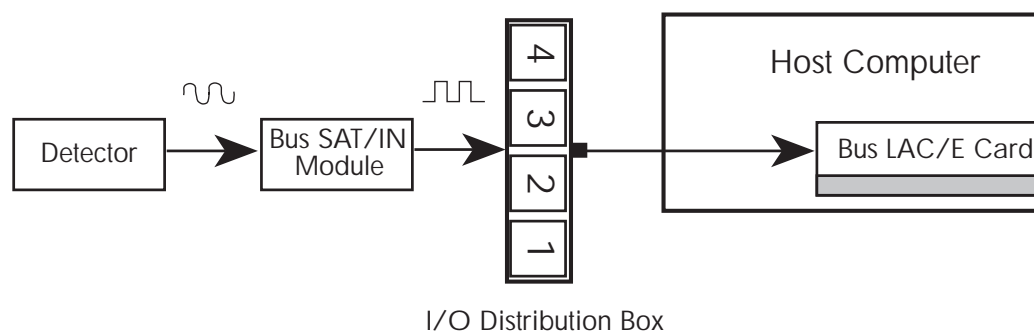 Detector
Bus SAT/IN
Module
4
3
2
1
Host Computer
Bus LAC/E Card
I/O Distribution Box